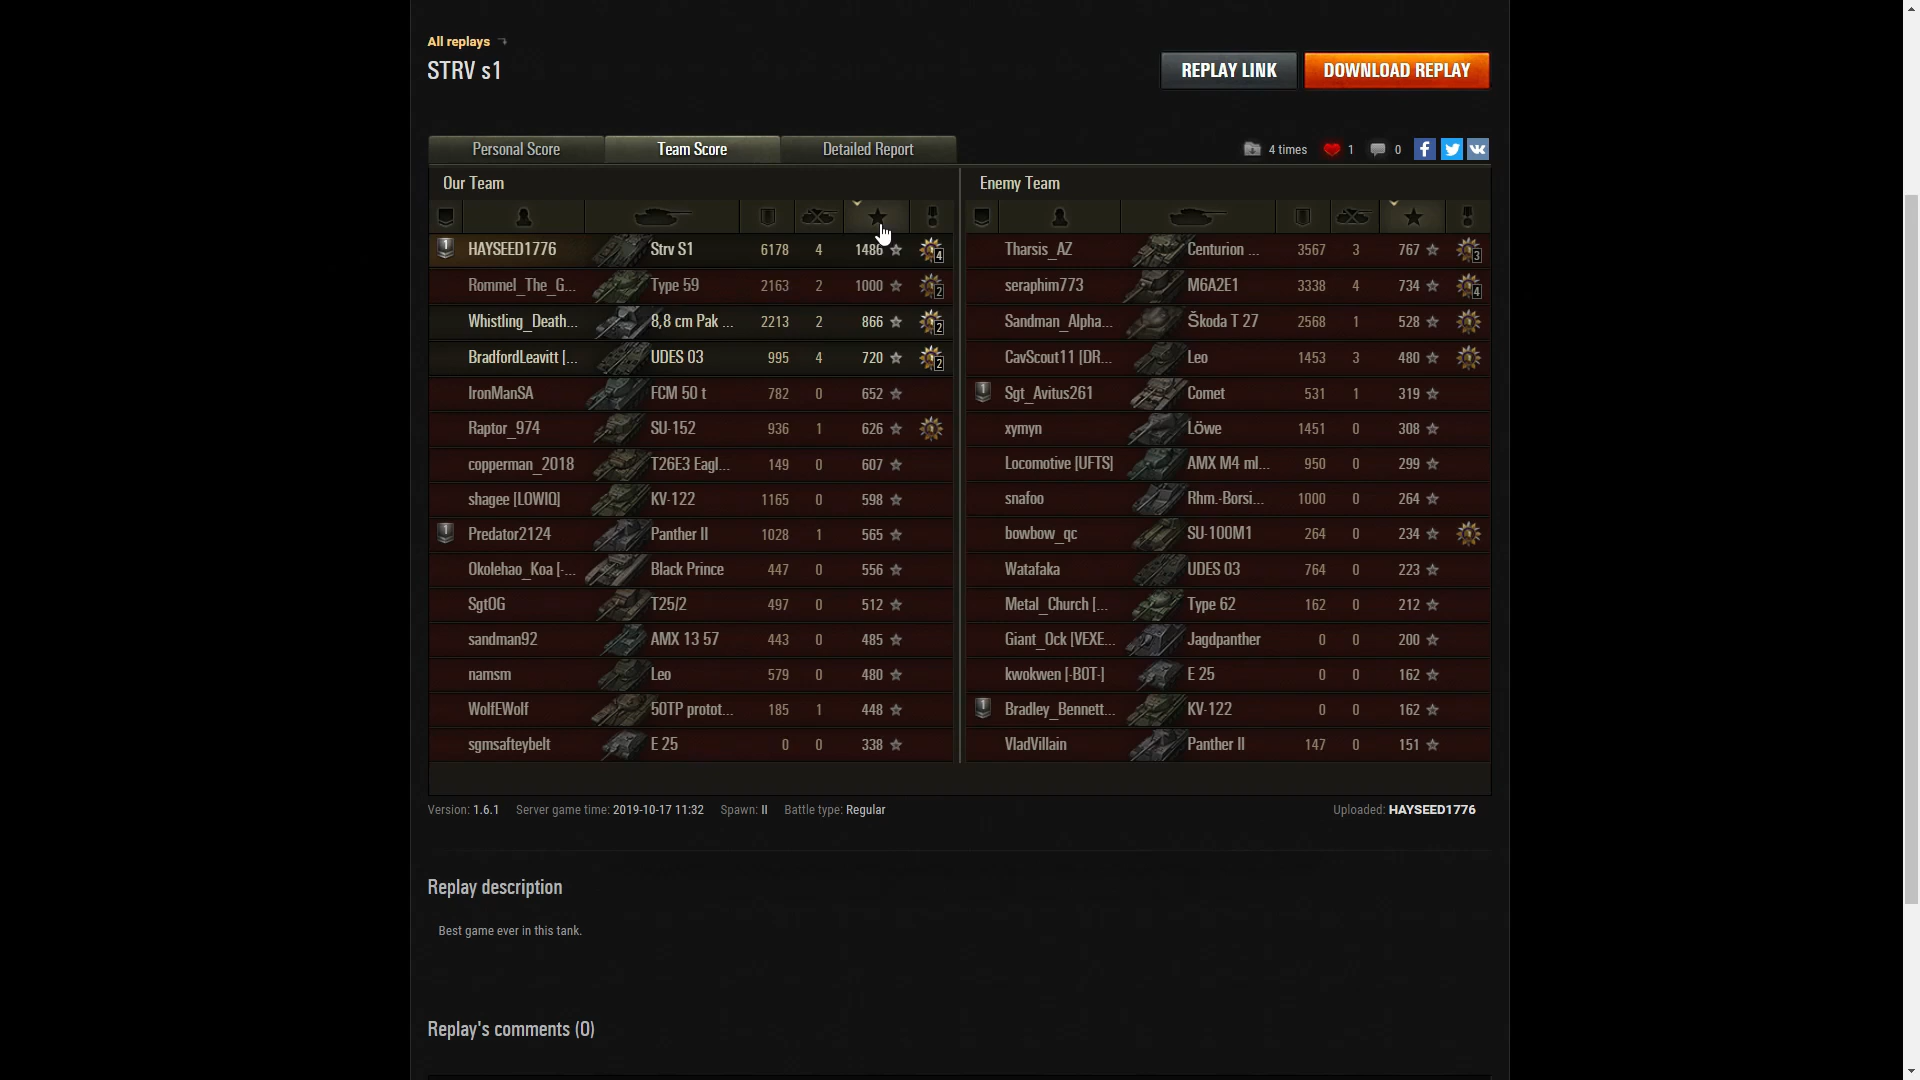 All replays
STRV s1
REPLAY LINK
DOWNLOAD REPLAY
Personal Score
Team Score
Detailed Report
4 times
1
0
Our Team
Enemy Team
1 HAYSEED1776 Strv S1 6178 4 1486 4
Rommel_The_G... Type 59 2163 2 1000 2
Whistling_Death... 8,8 cm Pak ... 2213 2 866 2
BradfordLeavitt [... UDES 03 995 4 720 2
IronManSA FCM 50 t 782 0 652
Raptor_974 SU-152 936 1 626
copperman_2018 T26E3 Eagl... 149 0 607
shagee [LOWIQ] KV-122 1165 0 598
1 Predator2124 Panther II 1028 1 565
Okolehao_Koa [-... Black Prince 447 0 556
SgtOG T25/2 497 0 512
sandman92 AMX 13 57 443 0 485
namsm Leo 579 0 480
WolfEWolf 50TP protot... 185 1 448
sgmsafteybelt E 25 0 0 338
Tharsis_AZ Centurion ... 3567 3 767 3
seraphim773 M6A2E1 3338 4 734 4
Sandman_Alpha... Škoda T 27 2568 1 528
CavScout11 [DR... Leo 1453 3 480
1 Sgt_Avitus261 Comet 531 1 319
xymyn Löwe 1451 0 308
Locomotive [UFTS] AMX M4 ml... 950 0 299
snafoo Rhm.-Borsi... 1000 0 264
bowbow_qc SU-100M1 264 0 234
Watafaka UDES 03 764 0 223
Metal_Church [... Type 62 162 0 212
Giant_Ock [VEXE... Jagdpanther 0 0 200
kwokwen [-BOT-] E 25 0 0 162
1 Bradley_Bennett... KV-122 0 0 162
VladVillain Panther II 147 0 151
Version: 1.6.1 Server game time: 2019-10-17 11:32 Spawn: II Battle type: Regular
Uploaded: HAYSEED1776
Replay description
Best game ever in this tank.
Replay's comments (0)